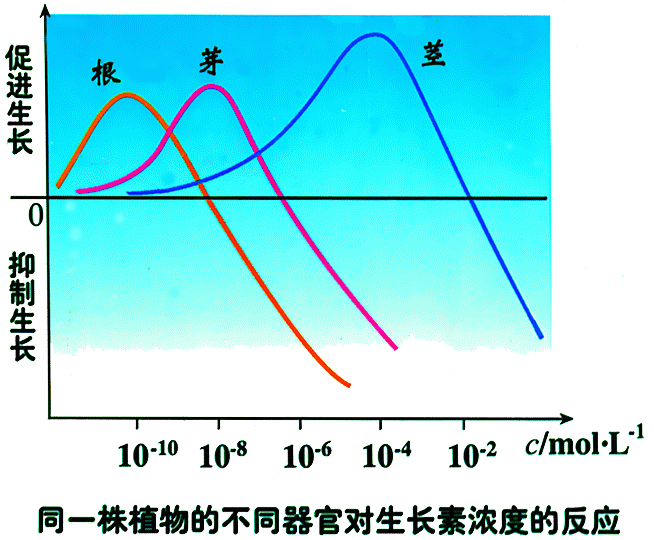 促进生长
根
芽
茎
0
抑制生长
10⁻¹⁰ 10⁻⁸ 10⁻⁶ 10⁻⁴ 10⁻² c/mol·L⁻¹
同一株植物的不同器官对生长素浓度的反应